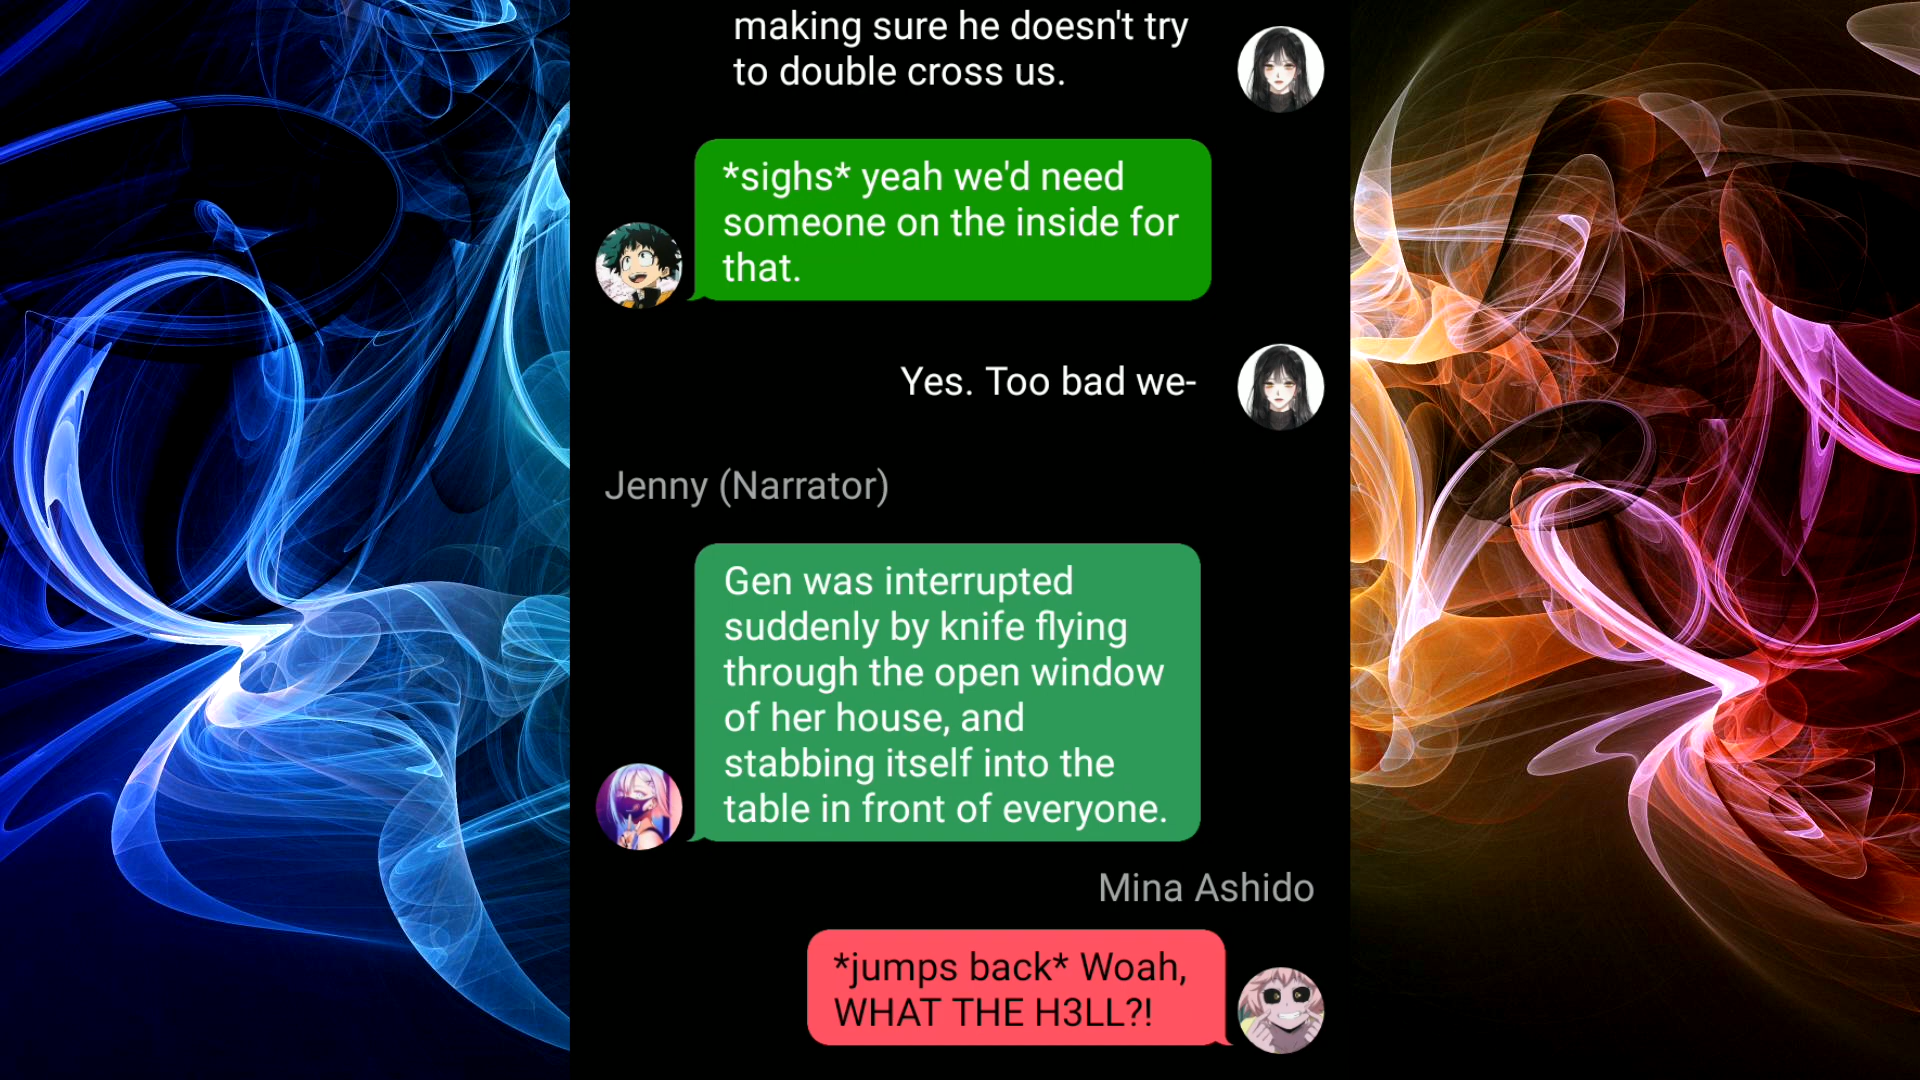 making sure he doesn't try
to double cross us.
*sighs* yeah we'd need
someone on the inside for
that.
Yes. Too bad we-
Jenny (Narrator)
Gen was interrupted
suddenly by knife flying
through the open window
of her house, and
stabbing itself into the
table in front of everyone.
Mina Ashido
*jumps back* Woah,
WHAT THE H3LL?!